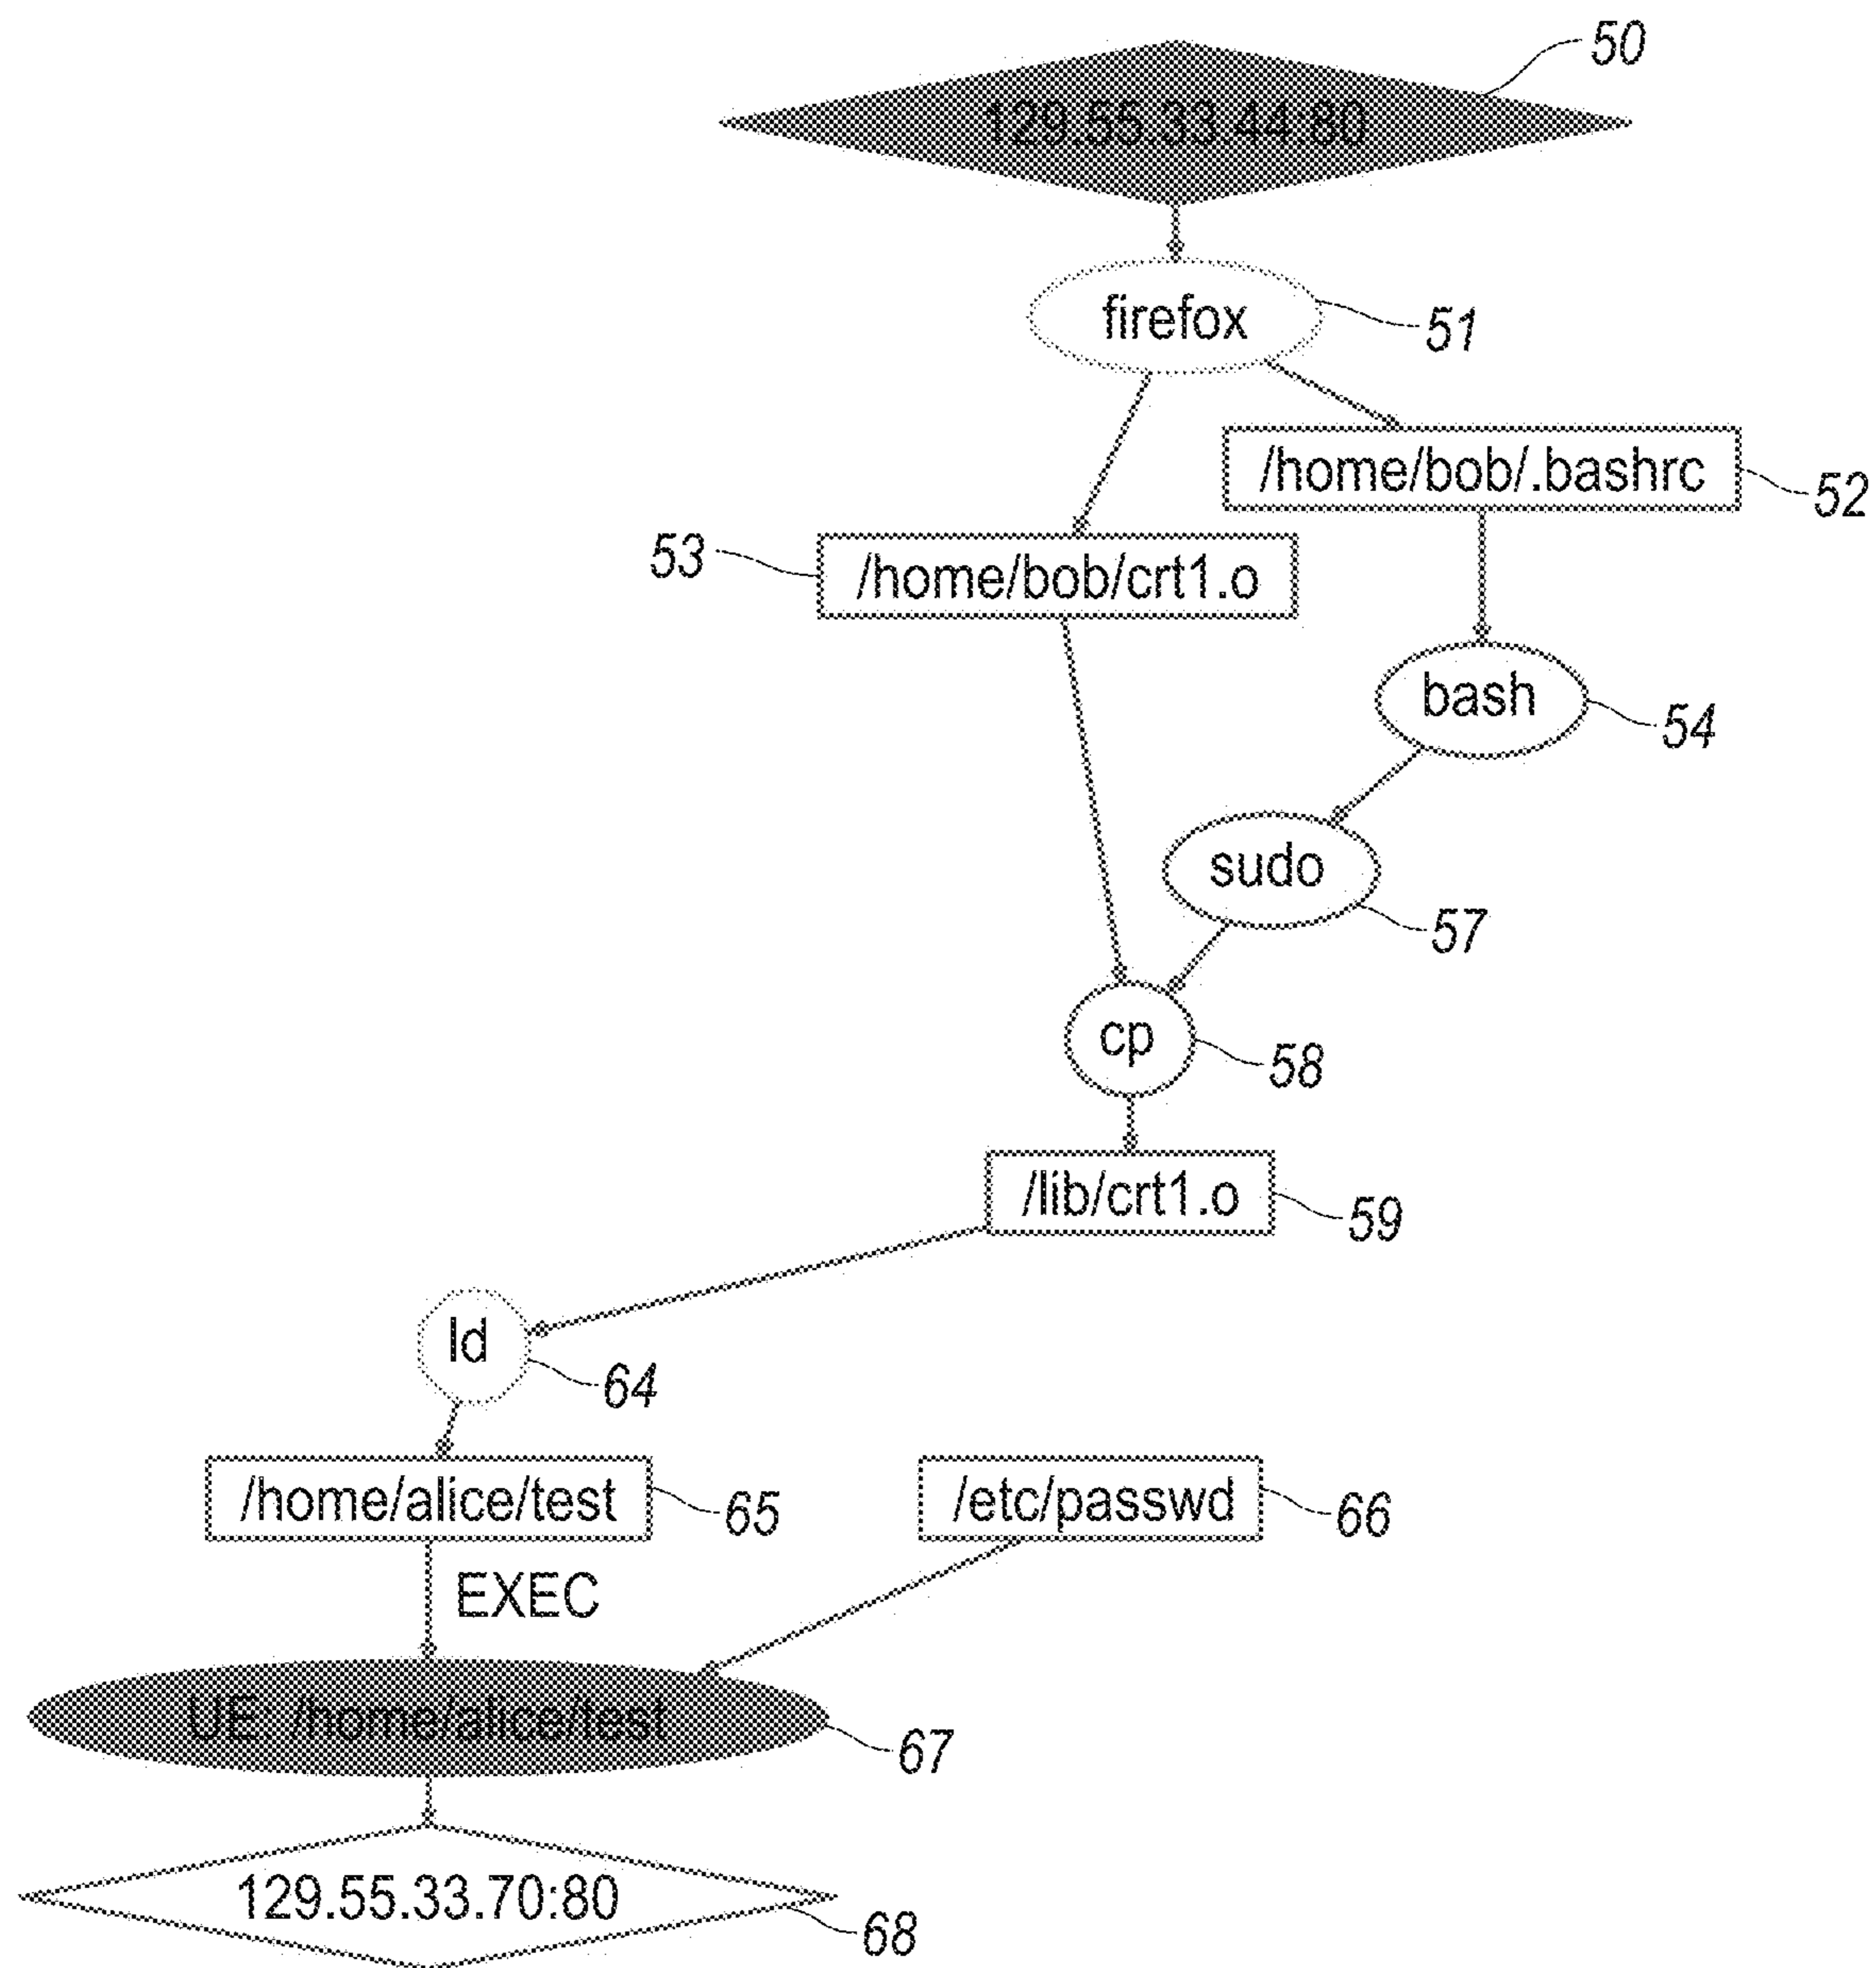 50
129.55.33.44:80
firefox
51
/home/bob/.bashrc
52
53
/home/bob/crt1.o
bash
54
sudo
57
cp
58
/lib/crt1.o
59
ld
64
/home/alice/test
65
/etc/passwd
66
EXEC
UE: /home/alice/test
67
129.55.33.70:80
68